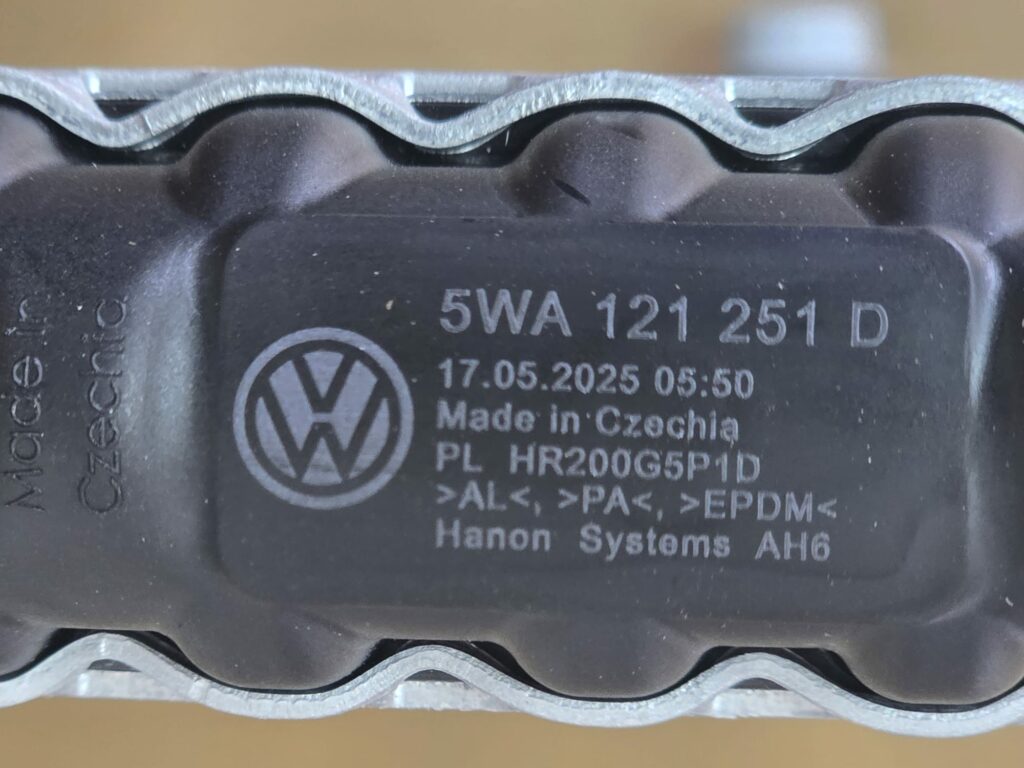 Made in
Czechia
5WA 121 251 D
17.05.2025 05:50
Made in Czechia
PL HR200G5P1D
>AL<, >PA<, >EPDM<
Hanon Systems AH6